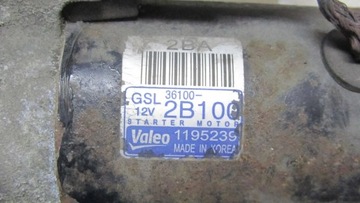 2BA
GSL 36100-
12V 2B100
STARTER MOTOR
Valeo 1195239
MADE IN KOREA